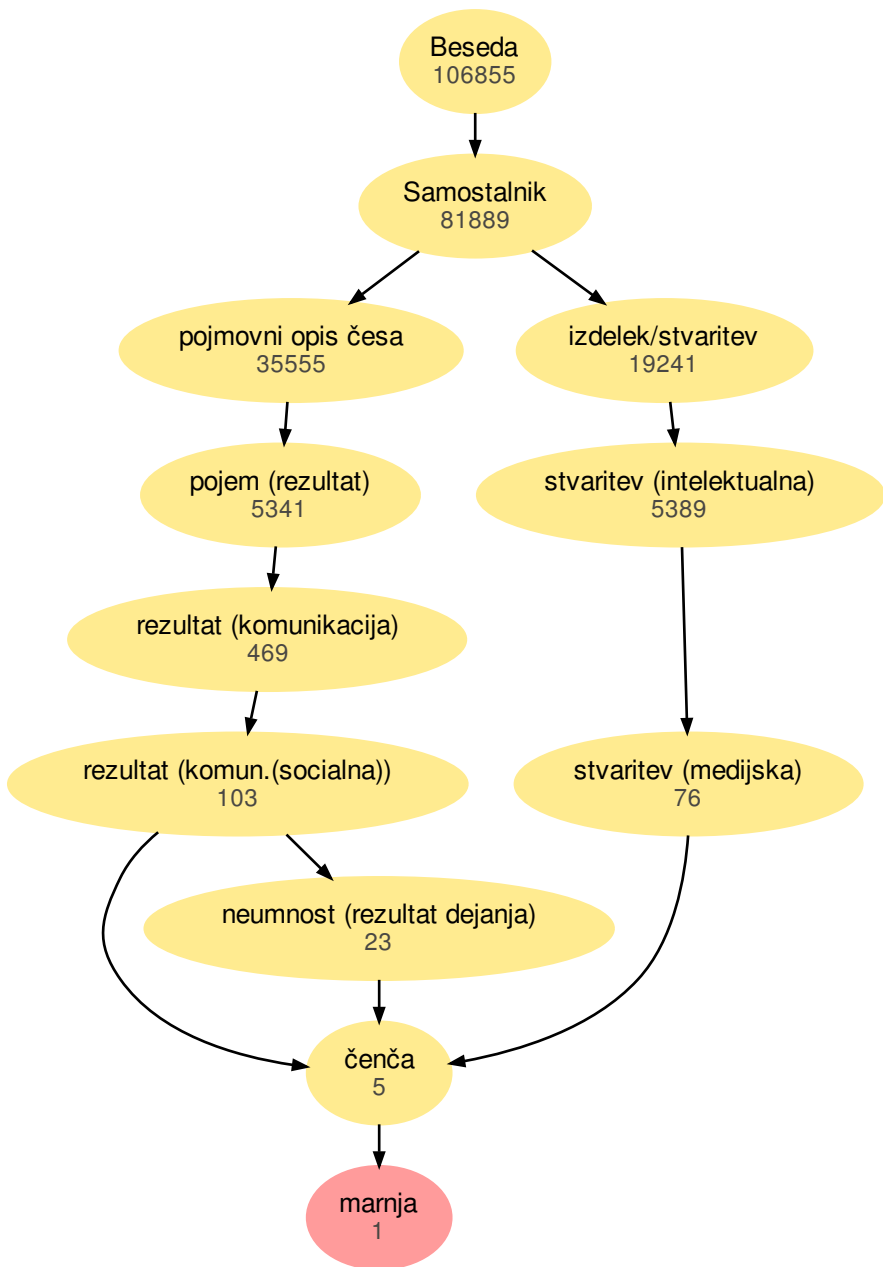 Beseda
106855
Samostalnik
81889
pojmovni opis česa
35555
izdelek/stvaritev
19241
pojem (rezultat)
5341
stvaritev (intelektualna)
5389
rezultat (komunikacija)
469
rezultat (komun.(socialna))
103
stvaritev (medijska)
76
neumnost (rezultat dejanja)
23
čenča
5
marnja
1